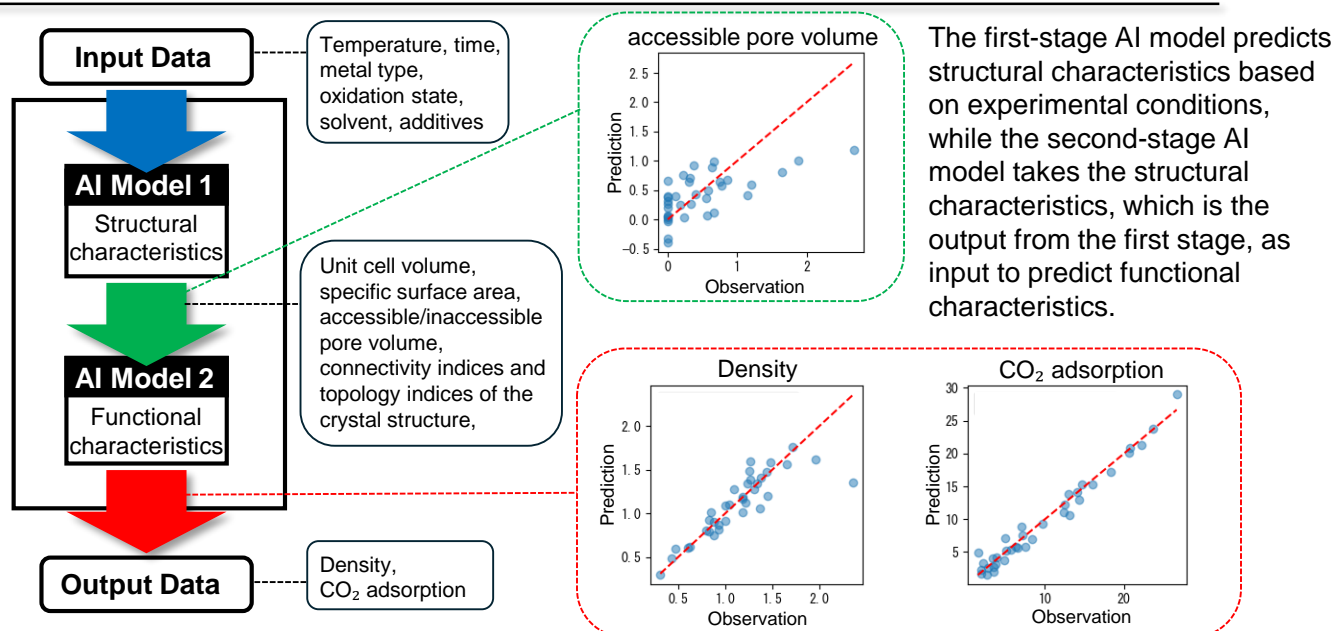 Input Data
Temperature, time,
metal type,
oxidation state,
solvent, additives
AI Model 1
Structural
characteristics
Unit cell volume,
specific surface area,
accessible/inaccessible
pore volume,
connectivity indices and
topology indices of the
crystal structure,
AI Model 2
Functional
characteristics
Output Data
Density,
CO₂ adsorption
accessible pore volume
Prediction
2.5
2.0
1.5
1.0
0.5
0.0
−0.5
0 1 2
Observation
The first-stage AI model predicts
structural characteristics based
on experimental conditions,
while the second-stage AI
model takes the structural
characteristics, which is the
output from the first stage, as
input to predict functional
characteristics.
Density
Prediction
2.0
1.5
1.0
0.5
0.5 1.0 1.5 2.0
Observation
CO₂ adsorption
Prediction
30
25
20
15
10
5
10 20
Observation